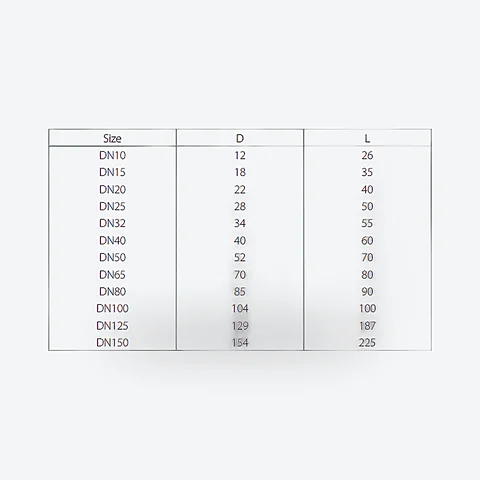 Size D L
DN10 12 26
DN15 18 35
DN20 22 40
DN25 28 50
DN32 34 55
DN40 40 60
DN50 52 70
DN65 70 80
DN80 85 90
DN100 104 100
DN125 129 187
DN150 154 225